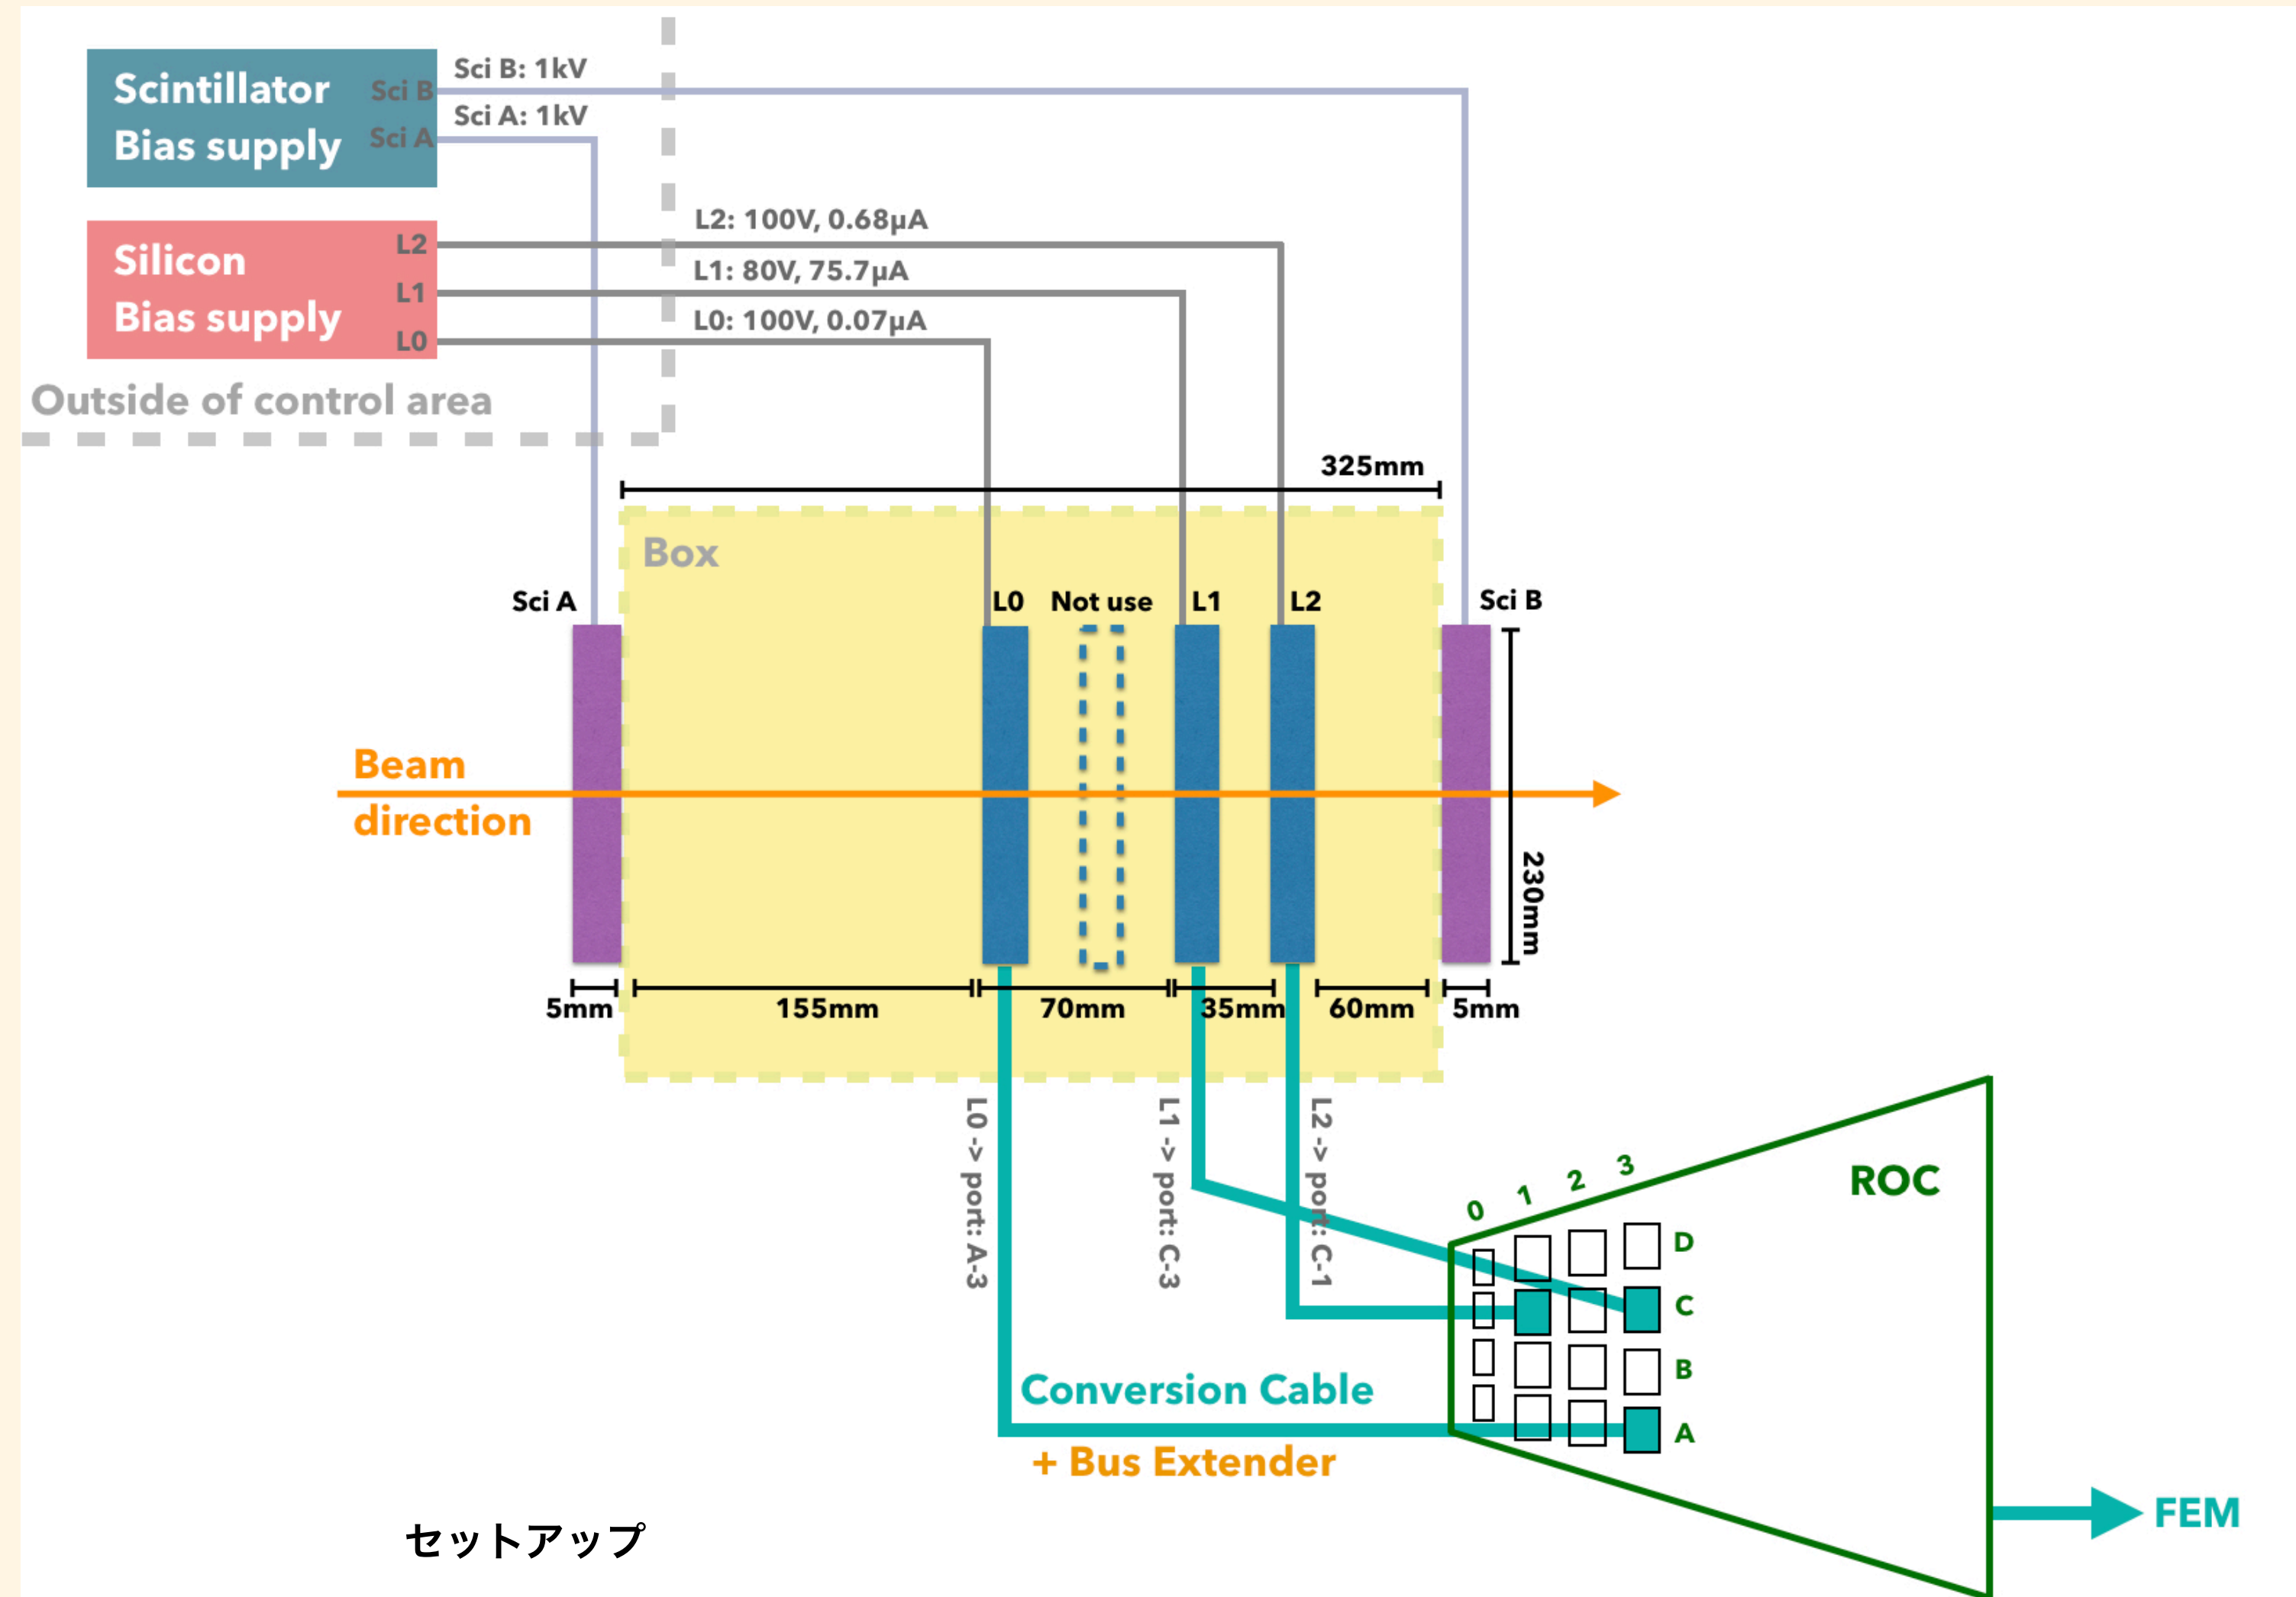 Scintillator
Bias supply
Sci B
Sci A
Sci B: 1kV
Sci A: 1kV
Silicon
Bias supply
L2
L1
L0
L2: 100V, 0.68µA
L1: 80V, 75.7µA
L0: 100V, 0.07µA
Outside of control area
325mm
Box
Sci A
L0
Not use
L1
L2
Sci B
Beam
direction
230mm
5mm
155mm
70mm
35mm
60mm
5mm
L0 -> port: A-3
L1 -> port: C-3
L2 -> port: C-1
ROC
0
1
2
3
D
C
B
A
Conversion Cable
+ Bus Extender
FEM
セットアップ